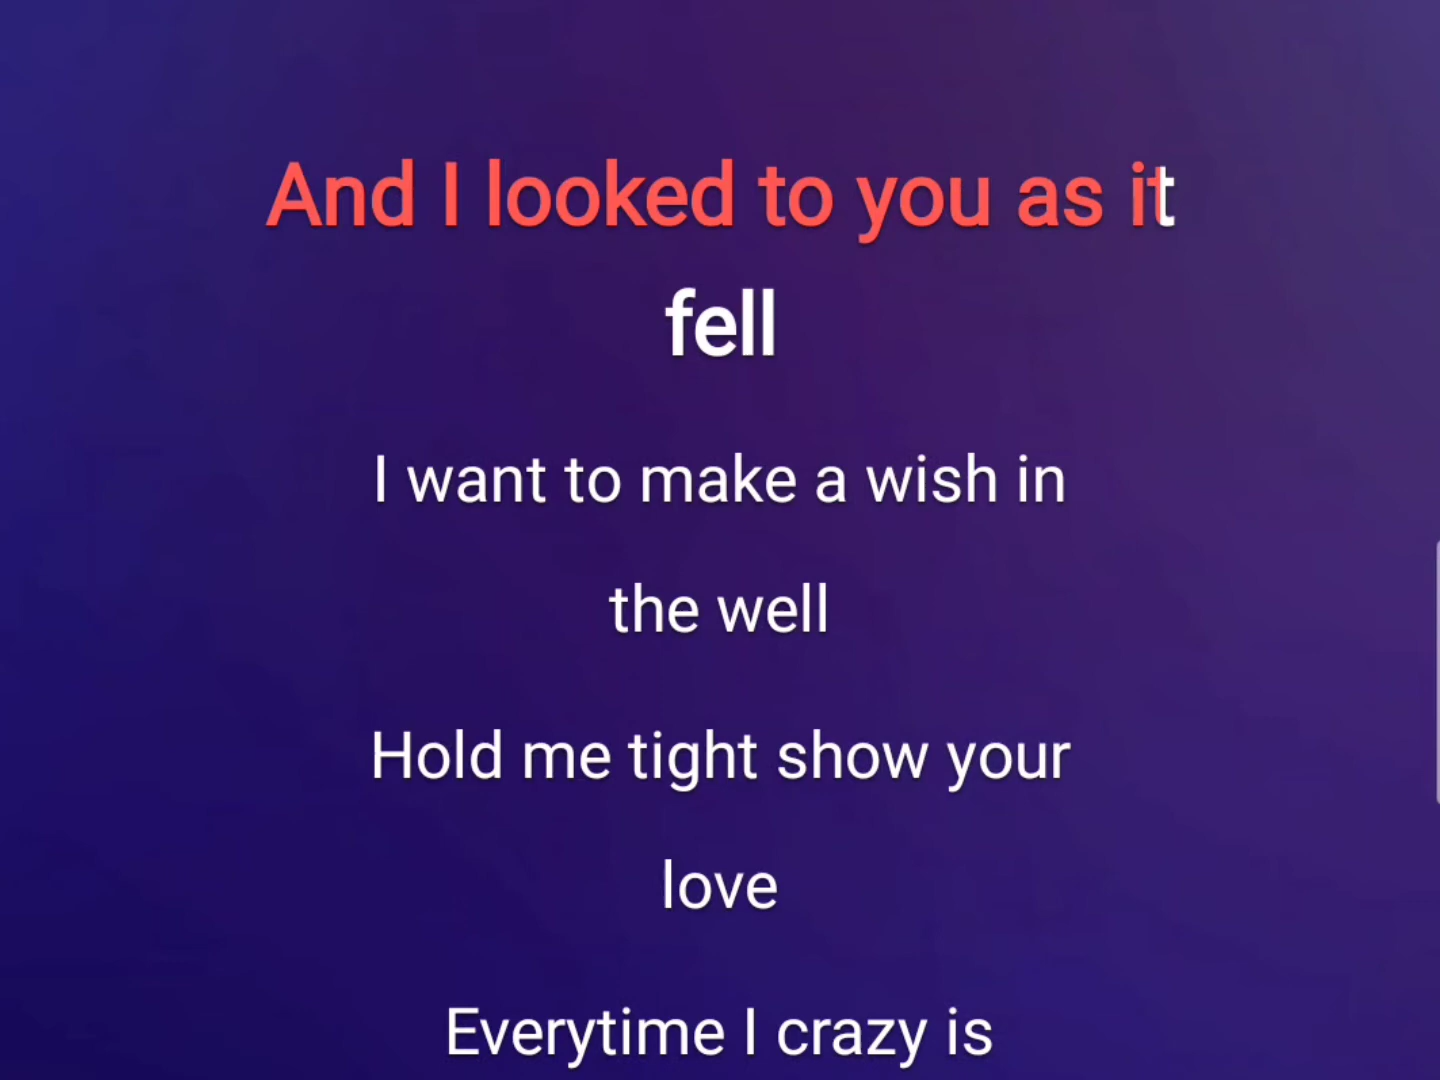 And I looked to you as it
fell
I want to make a wish in
the well
Hold me tight show your
love
Everytime I crazy is